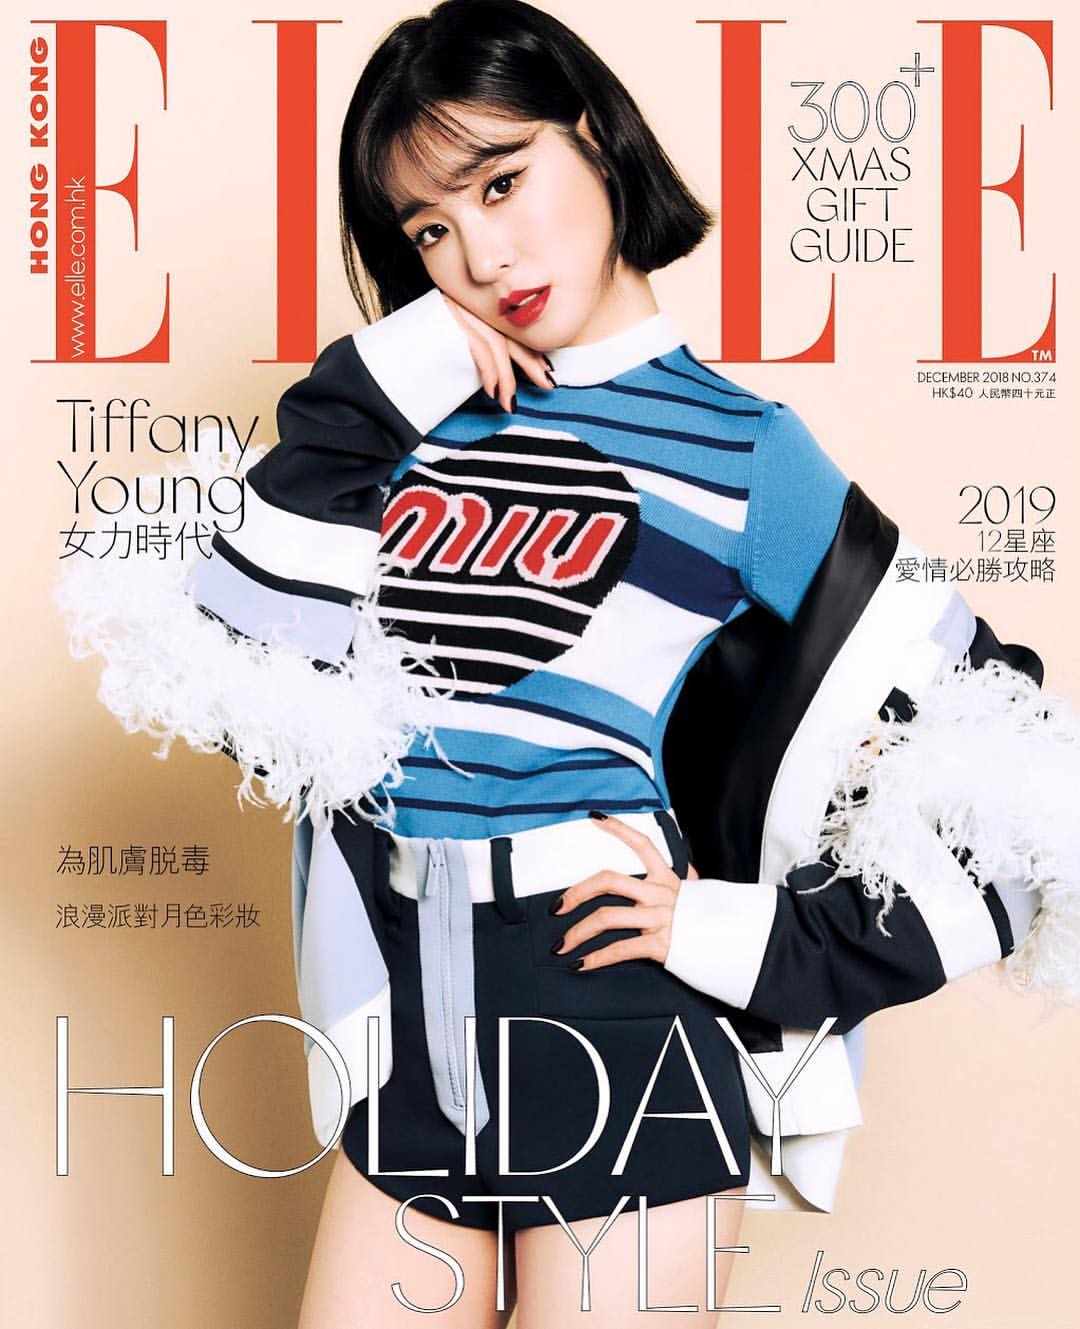 ELLE
HONG KONG
www.elle.com.hk
300+
XMAS
GIFT
GUIDE
TM
DECEMBER 2018 NO.374
HK$40 人民幣四十元正
Tiffany
Young
女力時代
2019
12星座
愛情必勝攻略
miu
為肌膚脫毒
浪漫派對月色彩妝
HOLIDAY
STYLE
Issue